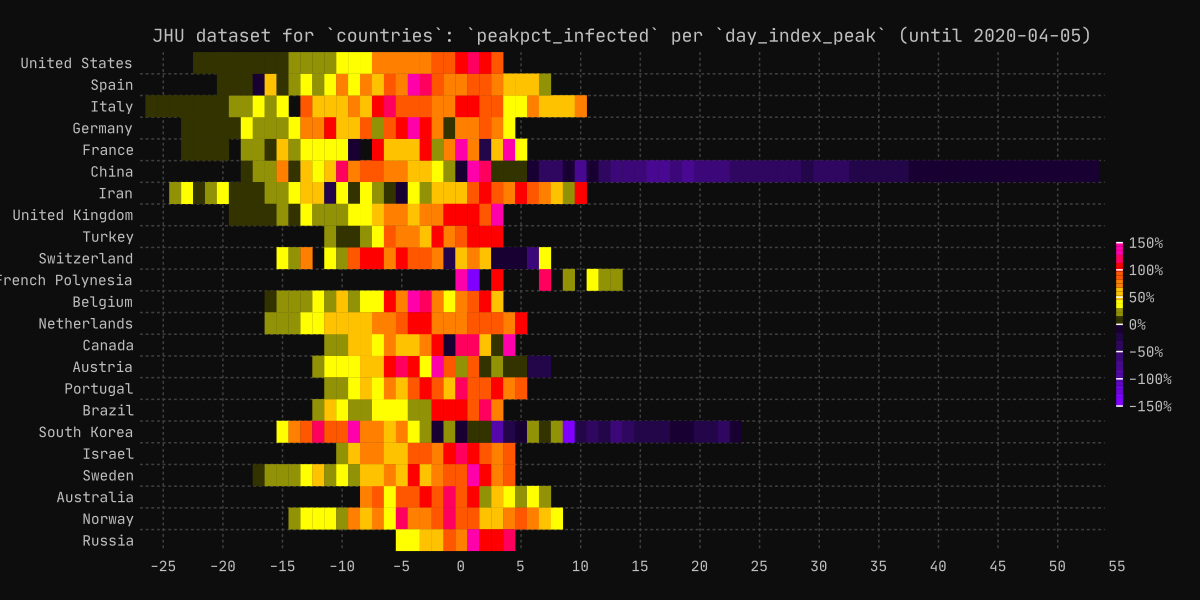 JHU dataset for `countries`: `peakpct_infected` per `day_index_peak` (until 2020-04-05)
United States
Spain
Italy
Germany
France
China
Iran
United Kingdom
Turkey
Switzerland
French Polynesia
Belgium
Netherlands
Canada
Austria
Portugal
Brazil
South Korea
Israel
Sweden
Australia
Norway
Russia
−25 −20 −15 −10 −5 0 5 10 15 20 25 30 35 40 45 50 55
150%
100%
50%
0%
−50%
−100%
−150%